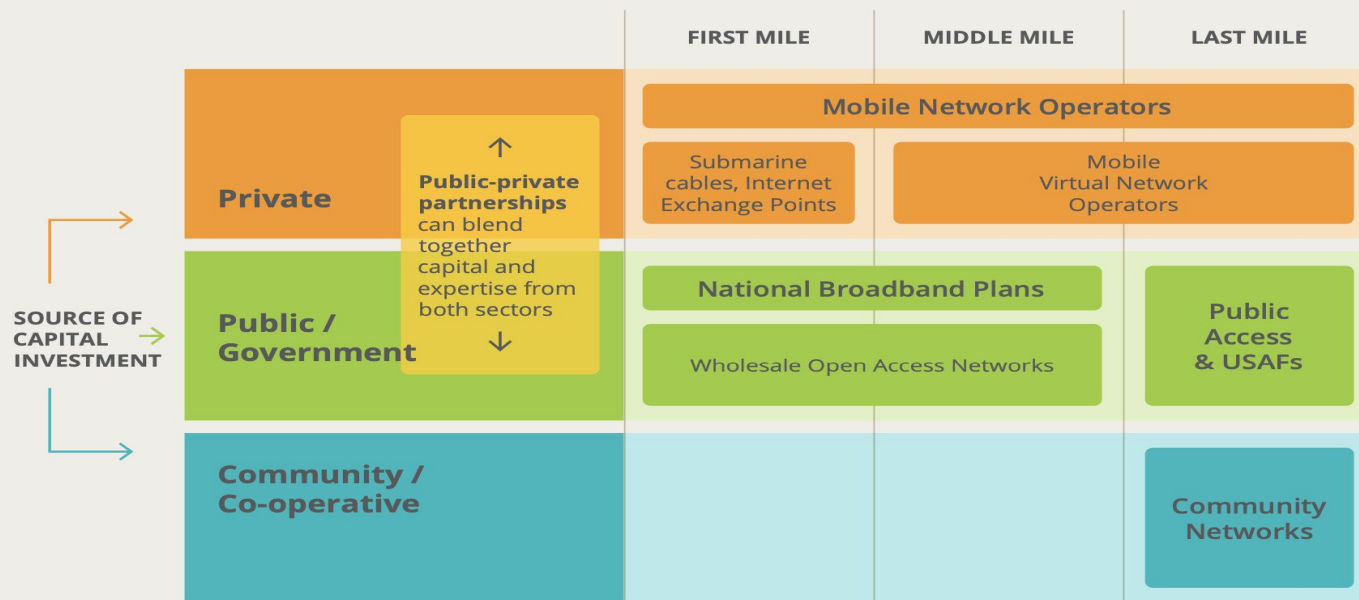 FIRST MILE
MIDDLE MILE
LAST MILE
SOURCE OF
CAPITAL
INVESTMENT
Private
Public-private
partnerships
can blend
together
capital and
expertise from
both sectors
Mobile Network Operators
Submarine
cables, Internet
Exchange Points
Mobile
Virtual Network
Operators
Public /
Government
National Broadband Plans
Wholesale Open Access Networks
Public
Access
& USAFs
Community /
Co-operative
Community
Networks